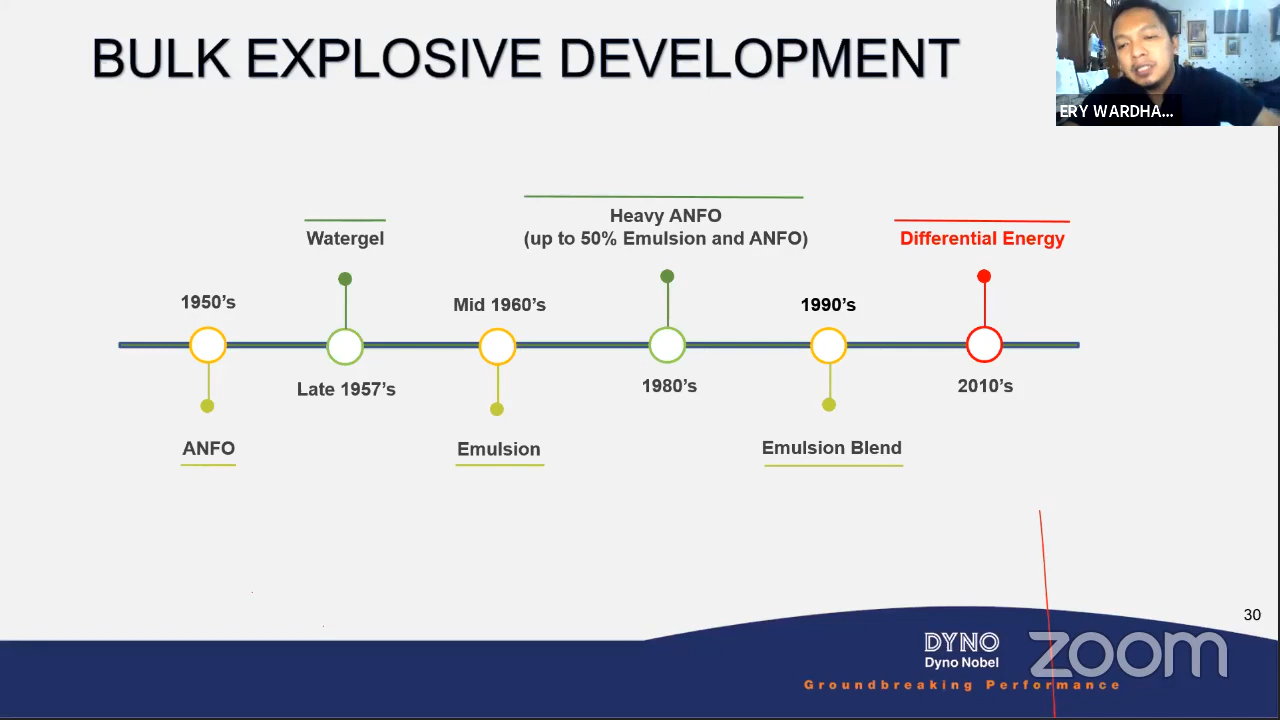 BULK EXPLOSIVE DEVELOPMENT
ERY WARDHA...
Watergel
Heavy ANFO
(up to 50% Emulsion and ANFO)
Differential Energy
1950’s
Mid 1960’s
1990’s
Late 1957’s
1980’s
2010’s
ANFO
Emulsion
Emulsion Blend
30
DYNO
Dyno Nobel
zoom
Groundbreaking Performance